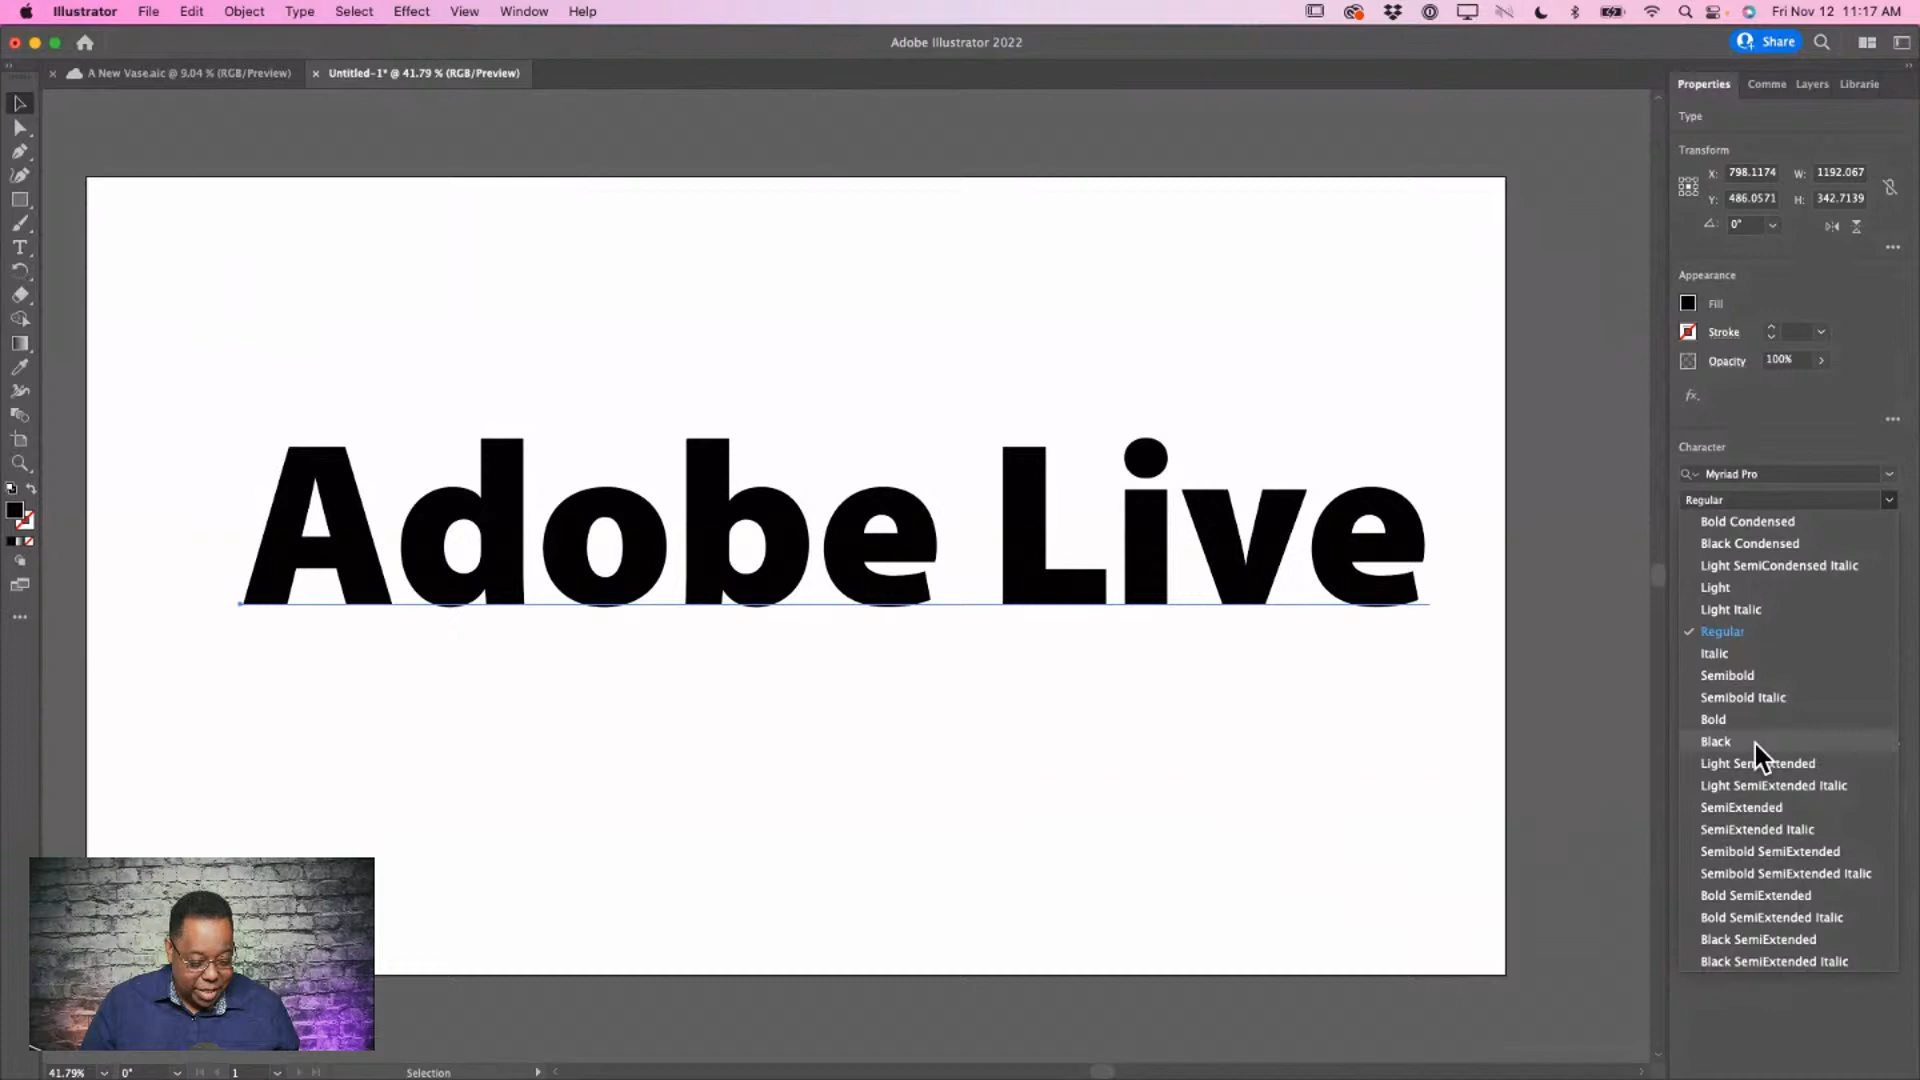 Illustrator File Edit Object Type Select Effect View Window Help Fri Nov 12 11:17 AM
Adobe Illustrator 2022
Share
A New Vase.aic @ 9.04 % (RGB/Preview)
Untitled-1* @ 41.79 % (RGB/Preview)
Properties Comme Layers Librarie
Type
Transform
X: 798.1174 W: 1192.067
Y: 486.0571 H: 342.7139
0°
Appearance
Fill
Stroke
Opacity 100%
fx.
Character
Myriad Pro
Regular
Bold Condensed
Black Condensed
Light SemiCondensed Italic
Light
Light Italic
Regular
Italic
Semibold
Semibold Italic
Bold
Black
Light SemiExtended
Light SemiExtended Italic
SemiExtended
SemiExtended Italic
Semibold SemiExtended
Semibold SemiExtended Italic
Bold SemiExtended
Bold SemiExtended Italic
Black SemiExtended
Black SemiExtended Italic
Adobe Live
41.79% 0° 1 Selection